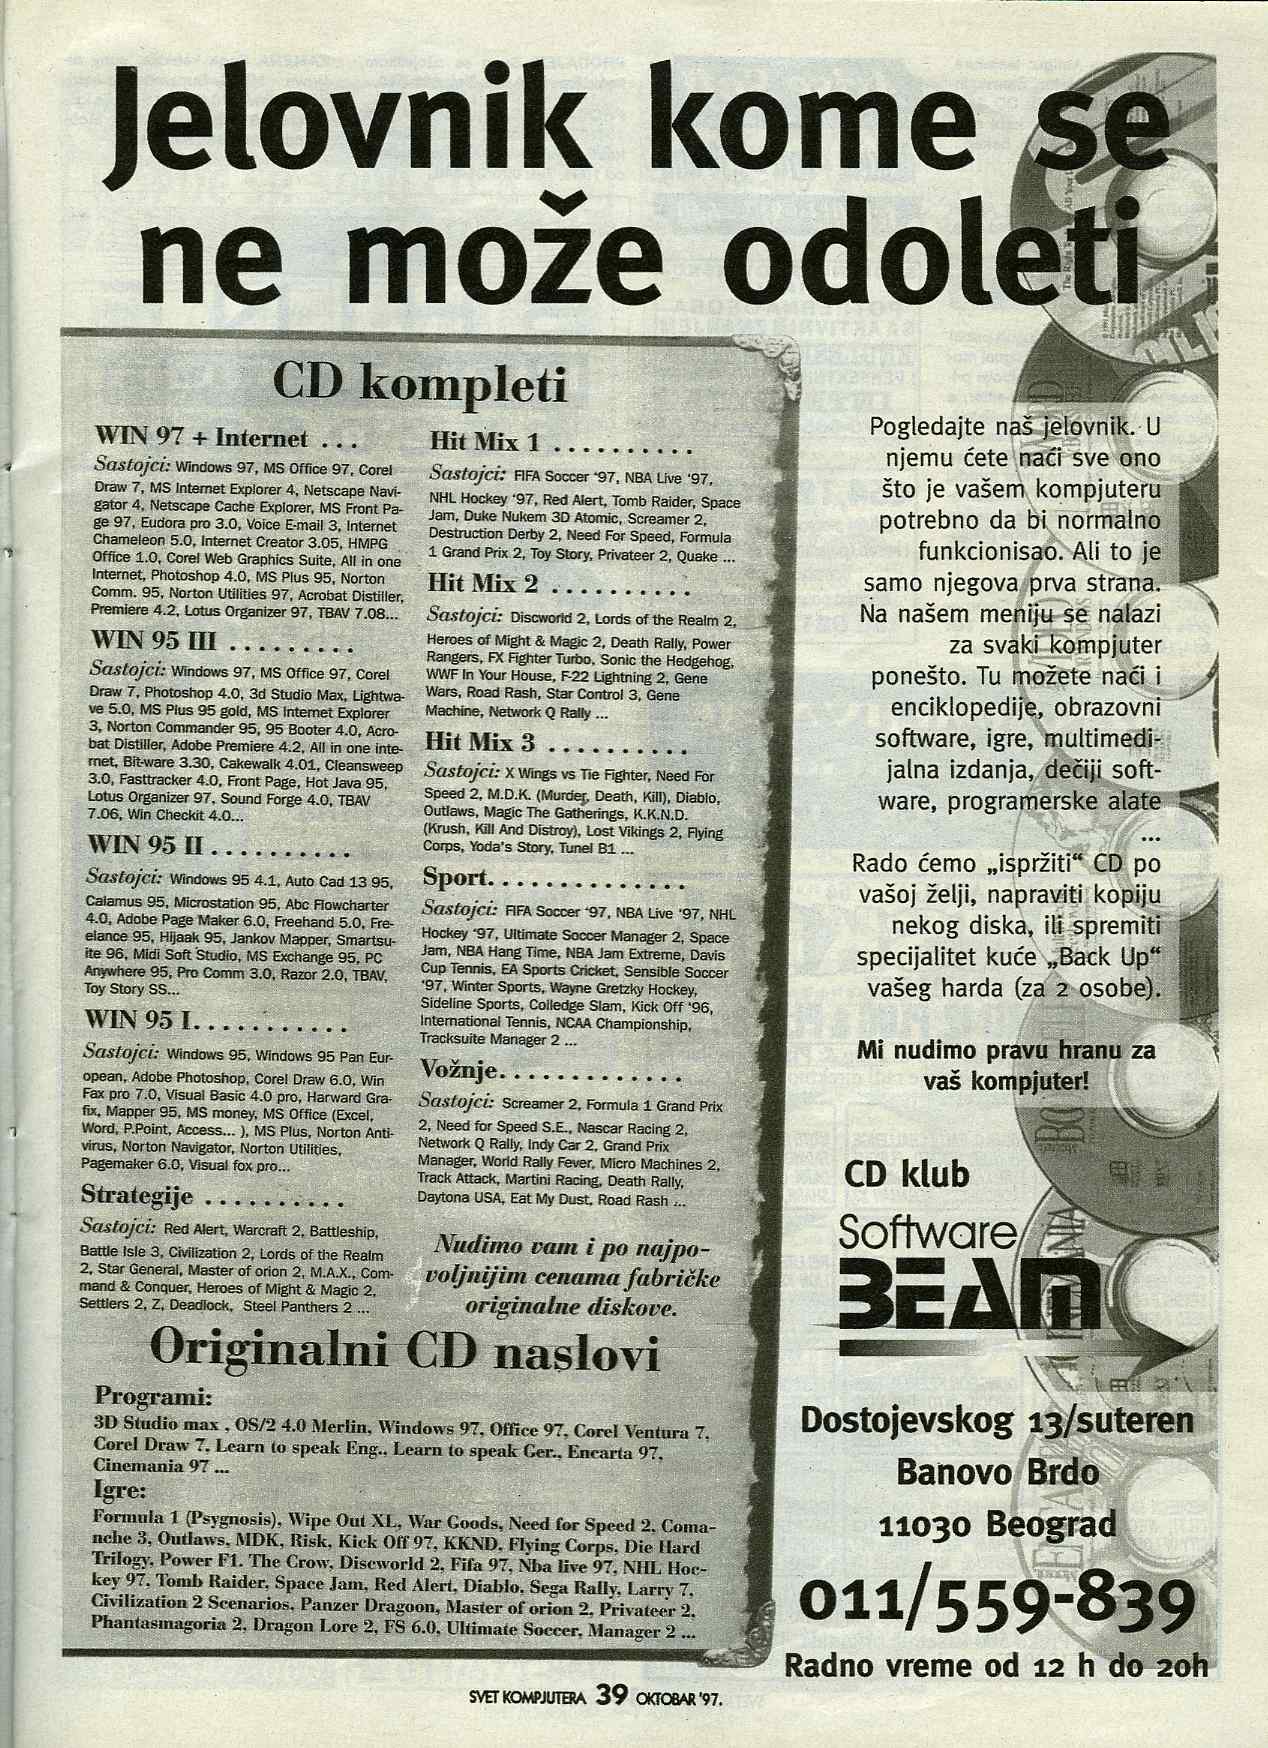 Jelovnik kome se
ne može odoleti
CD kompleti
WIN 97 + Internet . . .
Sastojci: Windows 97, MS Office 97, Corel
Draw 7, MS Internet Explorer 4, Netscape Navi-
gator 4, Netscape Cache Explorer, MS Front Pa-
ge 97, Eudora pro 3.0, Voice E-mail 3, Internet
Chameleon 5.0, Internet Creator 3.05, HMPG
Office 1.0, Corel Web Graphics Suite, All in one
Internet, Photoshop 4.0, MS Plus 95, Norton
Comm. 95, Norton Utilities 97, Acrobat Distiller,
Premiere 4.2, Lotus Organizer 97, TBAV 7.08...
WIN 95 III . . . . . . . . .
Sastojci: Windows 97, MS Office 97, Corel
Draw 7, Photoshop 4.0, 3d Studio Max, Lightwa-
ve 5.0, MS Plus 95 gold, MS Internet Explorer
3, Norton Commander 95, 95 Booter 4.0, Acro-
bat Distiller, Adobe Premiere 4.2, All in one inte-
rnet, Bit-ware 3.30, Cakewalk 4.01, Cleansweep
3.0, Fasttracker 4.0, Front Page, Hot Java 95,
Lotus Organizer 97, Sound Forge 4.0, TBAV
7.06, Win Checkit 4.0...
WIN 95 II . . . . . . . . . .
Sastojci: Windows 95 4.1, Auto Cad 13 95,
Calamus 95, Microstation 95, Abc Flowcharter
4.0, Adobe Page Maker 6.0, Freehand 5.0, Fre-
elance 95, Hijaak 95, Jankov Mapper, Smartsu-
ite 96, Midi Soft Studio, MS Exchange 95, PC
Anywhere 95, Pro Comm 3.0, Razor 2.0, TBAV,
Toy Story SS...
WIN 95 I. . . . . . . . . . .
Sastojci: Windows 95, Windows 95 Pan Eur-
opean, Adobe Photoshop, Corel Draw 6.0, Win
Fax pro 7.0, Visual Basic 4.0 pro, Harward Gra-
fix, Mapper 95, MS money, MS Office (Excel,
Word, P.Point, Access... ), MS Plus, Norton Anti-
virus, Norton Navigator, Norton Utilities,
Pagemaker 6.0, Visual fox pro...
Strategije . . . . . . . . . .
Sastojci: Red Alert, Warcraft 2, Battleship,
Battle Isle 3, Civilization 2, Lords of the Realm
2, Star General, Master of orion 2, M.A.X., Com-
mand & Conquer, Heroes of Might & Magic 2,
Settlers 2, Z, Deadlock, Steel Panthers 2 ...
Hit Mix 1 . . . . . . . . . .
Sastojci: FIFA Soccer '97, NBA Live '97,
NHL Hockey '97, Red Alert, Tomb Raider, Space
Jam, Duke Nukem 3D Atomic, Screamer 2,
Destruction Derby 2, Need For Speed, Formula
1 Grand Prix 2, Toy Story, Privateer 2, Quake ...
Hit Mix 2 . . . . . . . . . .
Sastojci: Discworld 2, Lords of the Realm 2,
Heroes of Might & Magic 2, Death Rally, Power
Rangers, FX Fighter Turbo, Sonic the Hedgehog,
WWF In Your House, F-22 Lightning 2, Gene
Wars, Road Rash, Star Control 3, Gene
Machine, Network Q Rally ...
Hit Mix 3 . . . . . . . . . .
Sastojci: X Wings vs Tie Fighter, Need For
Speed 2, M.D.K. (Murder, Death, Kill), Diablo,
Outlaws, Magic The Gatherings, K.K.N.D.
(Krush, Kill And Distroy), Lost Vikings 2, Flying
Corps, Yoda's Story, Tunel B1 ...
Sport. . . . . . . . . . . . . .
Sastojci: FIFA Soccer '97, NBA Live '97, NHL
Hockey '97, Ultimate Soccer Manager 2, Space
Jam, NBA Hang Time, NBA Jam Extreme, Davis
Cup Tennis, EA Sports Cricket, Sensible Soccer
'97, Winter Sports, Wayne Gretzky Hockey,
Sideline Sports, Colledge Slam, Kick Off '96,
International Tennis, NCAA Championship,
Tracksuite Manager 2 ...
Vožnje. . . . . . . . . . . . .
Sastojci: Screamer 2, Formula 1 Grand Prix
2, Need for Speed S.E., Nascar Racing 2,
Network Q Rally, Indy Car 2, Grand Prix
Manager, World Rally Fever, Micro Machines 2,
Track Attack, Martini Racing, Death Rally,
Daytona USA, Eat My Dust, Road Rash ...
Nudimo vam i po najpo-
voljnijim cenama fabričke
originalne diskove.
Originalni CD naslovi
Programi:
3D Studio max , OS/2 4.0 Merlin, Windows 97, Office 97, Corel Ventura 7,
Corel Draw 7, Learn to speak Eng., Learn to speak Ger., Encarta 97,
Cinemania 97 ...
Igre:
Formula 1 (Psygnosis), Wipe Out XL, War Goods, Need for Speed 2, Coma-
nche 3, Outlaws, MDK, Risk, Kick Off 97, KKND, Flying Corps, Die Hard
Trilogy, Power F1. The Crow, Discworld 2, Fifa 97, Nba live 97, NHL Hoc-
key 97, Tomb Raider, Space Jam, Red Alert, Diablo, Sega Rally, Larry 7,
Civilization 2 Scenarios, Panzer Dragoon, Master of orion 2, Privateer 2,
Phantasmagoria 2, Dragon Lore 2, FS 6.0, Ultimate Soccer, Manager 2 ...
Pogledajte naš jelovnik. U
njemu ćete naći sve ono
što je vašem kompjuteru
potrebno da bi normalno
funkcionisao. Ali to je
samo njegova prva strana.
Na našem meniju se nalazi
za svaki kompjuter
ponešto. Tu možete naći i
enciklopedije, obrazovni
software, igre, multimedi-
jalna izdanja, dečiji soft-
ware, programerske alate
...
Rado ćemo „ispržiti“ CD po
vašoj želji, napraviti kopiju
nekog diska, ili spremiti
specijalitet kuće „Back Up“
vašeg harda (za 2 osobe).
Mi nudimo pravu hranu za
vaš kompjuter!
CD klub
Software
BEAM
Dostojevskog 13/suteren
Banovo Brdo
11030 Beograd
011/559-839
Radno vreme od 12 h do 20h
SVET KOMPJUTERA 39 OKTOBAR '97.